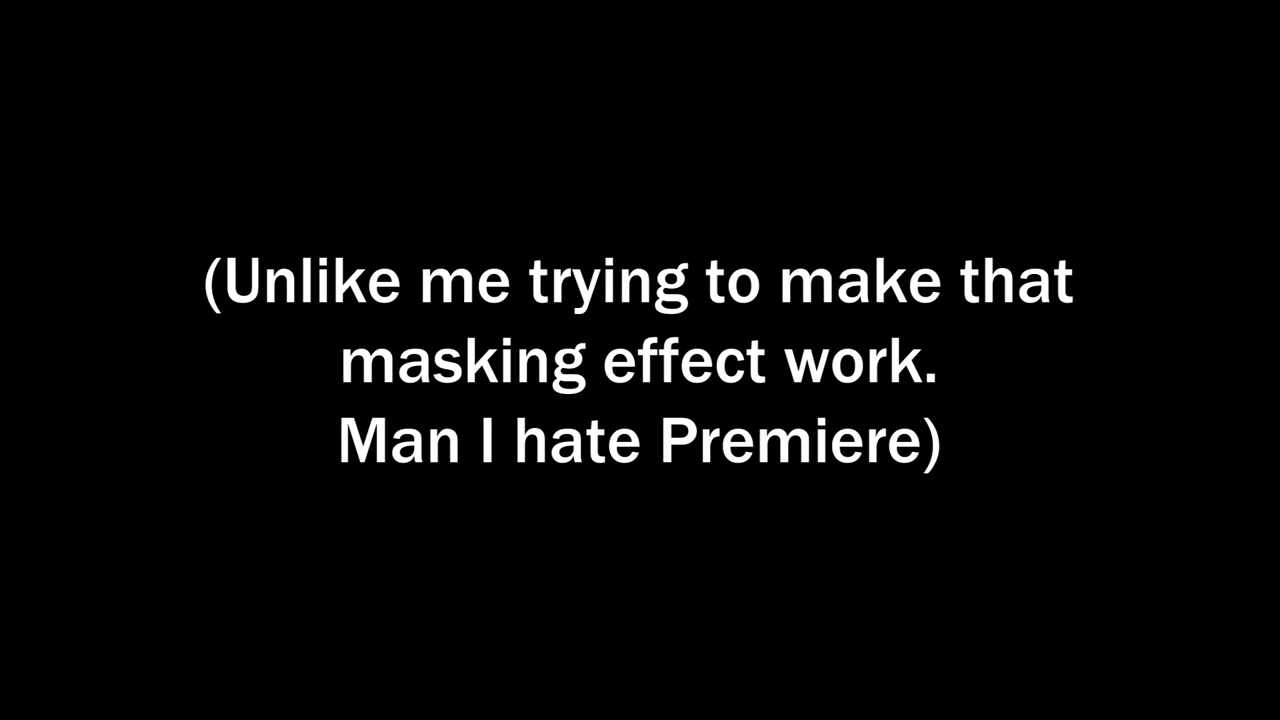 (Unlike me trying to make that
masking effect work.
Man I hate Premiere)